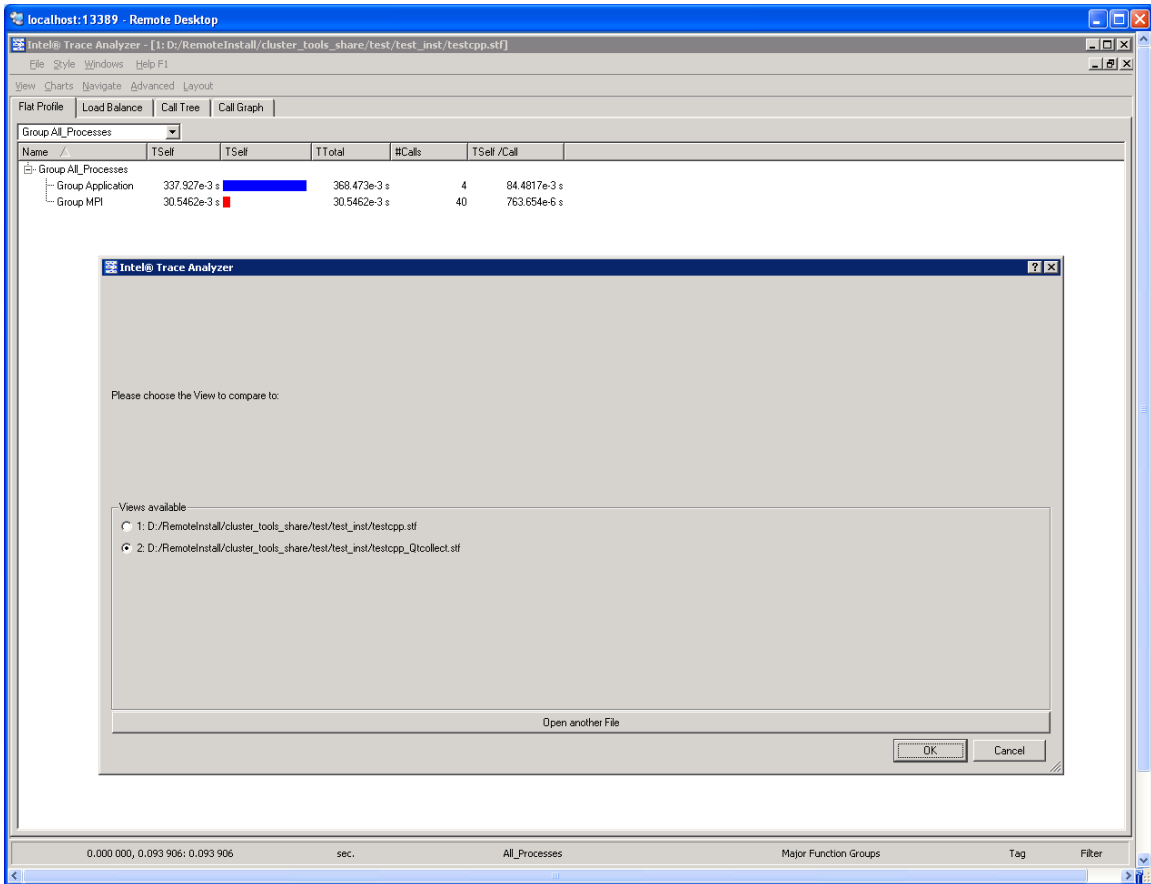 localhost:13389 - Remote Desktop
Intel® Trace Analyzer - [1: D:/RemoteInstall/cluster_tools_share/test/test_inst/testcpp.stf]
File Style Windows Help F1
View Charts Navigate Advanced Layout
Flat Profile Load Balance Call Tree Call Graph
Group All_Processes
Name TSelf TSelf TTotal #Calls TSelf /Call
Group All_Processes
Group Application 337.927e-3 s 368.473e-3 s 4 84.4817e-3 s
Group MPI 30.5462e-3 s 30.5462e-3 s 40 763.654e-6 s
Intel® Trace Analyzer
Please choose the View to compare to:
Views available
1: D:/RemoteInstall/cluster_tools_share/test/test_inst/testcpp.stf
2: D:/RemoteInstall/cluster_tools_share/test/test_inst/testcpp_Qtcollect.stf
Open another File
OK Cancel
0.000 000, 0.093 906: 0.093 906 sec. All_Processes Major Function Groups Tag Filter